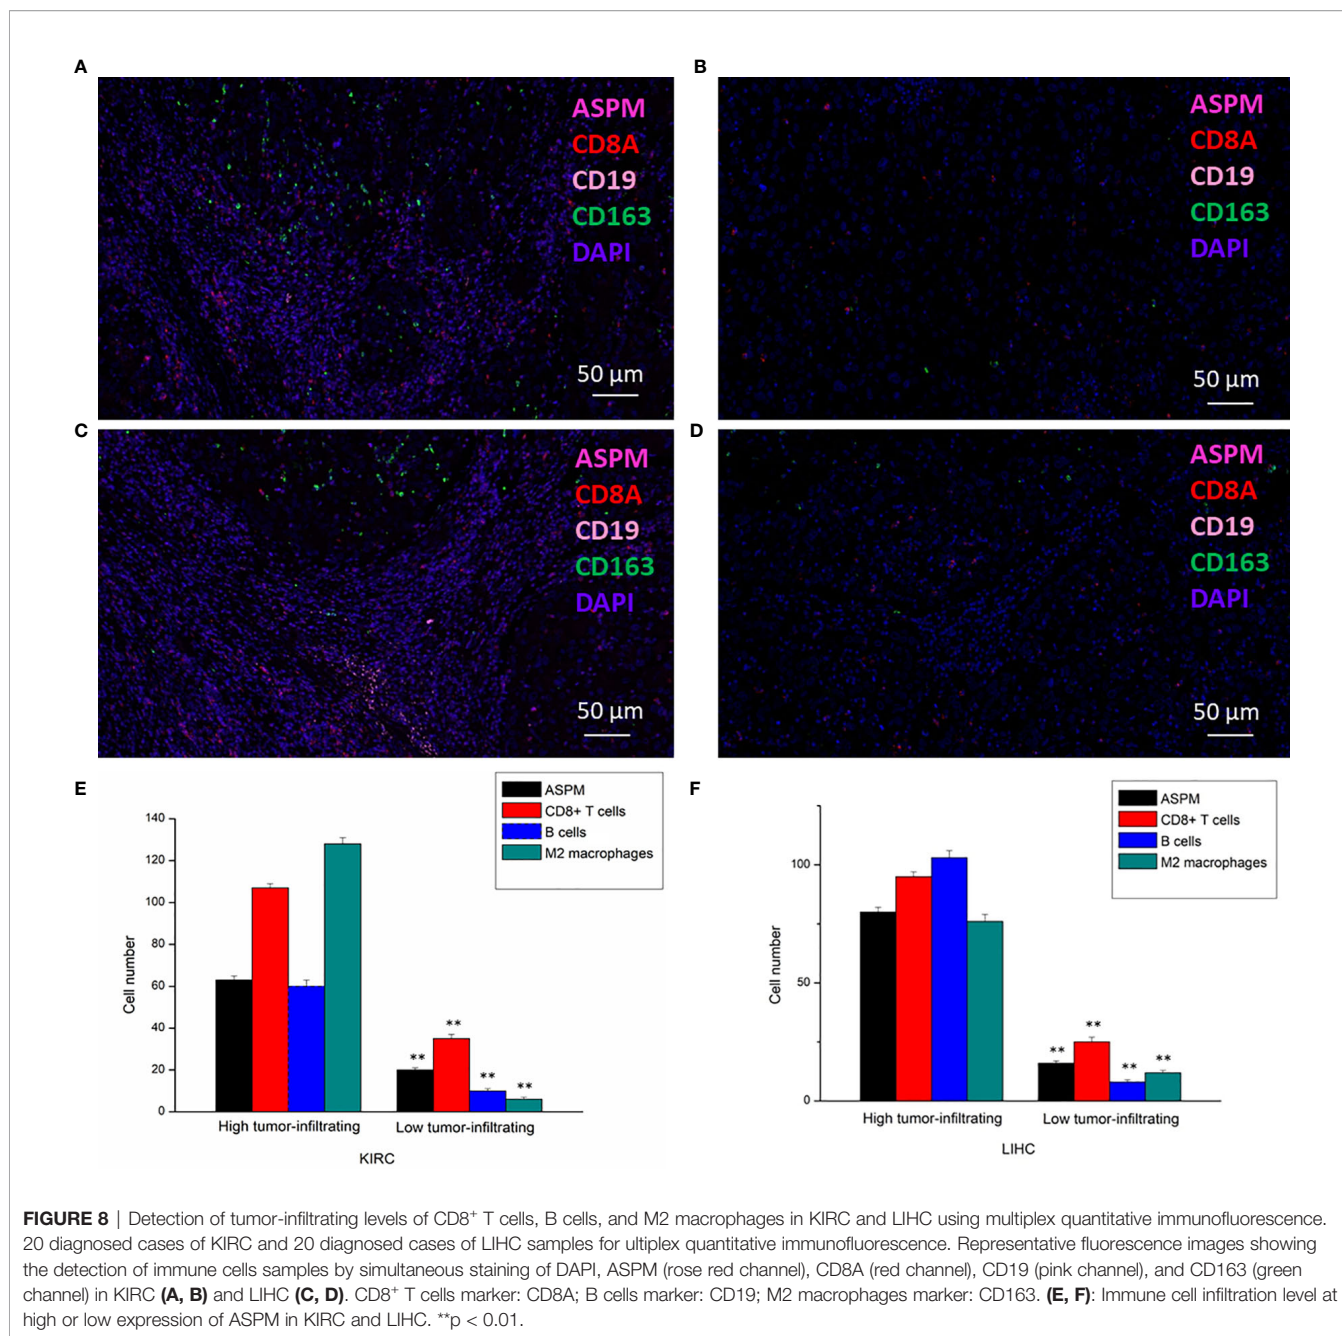 A
ASPM
CD8A
CD19
CD163
DAPI
50 µm
B
ASPM
CD8A
CD19
CD163
DAPI
50 µm
C
ASPM
CD8A
CD19
CD163
DAPI
50 µm
D
ASPM
CD8A
CD19
CD163
DAPI
50 µm
E
ASPM
CD8+ T cells
B cells
M2 macrophages
140
120
100
80
60
40
20
0
Cell number
**
**
**
**
High tumor-infiltrating
Low tumor-infiltrating
KIRC
F
ASPM
CD8+ T cells
B cells
M2 macrophages
100
50
0
Cell number
**
**
**
**
High tumor-infiltrating
Low tumor-infiltrating
LIHC
FIGURE 8 | Detection of tumor-infiltrating levels of CD8⁺ T cells, B cells, and M2 macrophages in KIRC and LIHC using multiplex quantitative immunofluorescence.
20 diagnosed cases of KIRC and 20 diagnosed cases of LIHC samples for ultiplex quantitative immunofluorescence. Representative fluorescence images showing
the detection of immune cells samples by simultaneous staining of DAPI, ASPM (rose red channel), CD8A (red channel), CD19 (pink channel), and CD163 (green
channel) in KIRC (A, B) and LIHC (C, D). CD8⁺ T cells marker: CD8A; B cells marker: CD19; M2 macrophages marker: CD163. (E, F): Immune cell infiltration level at
high or low expression of ASPM in KIRC and LIHC. **p < 0.01.